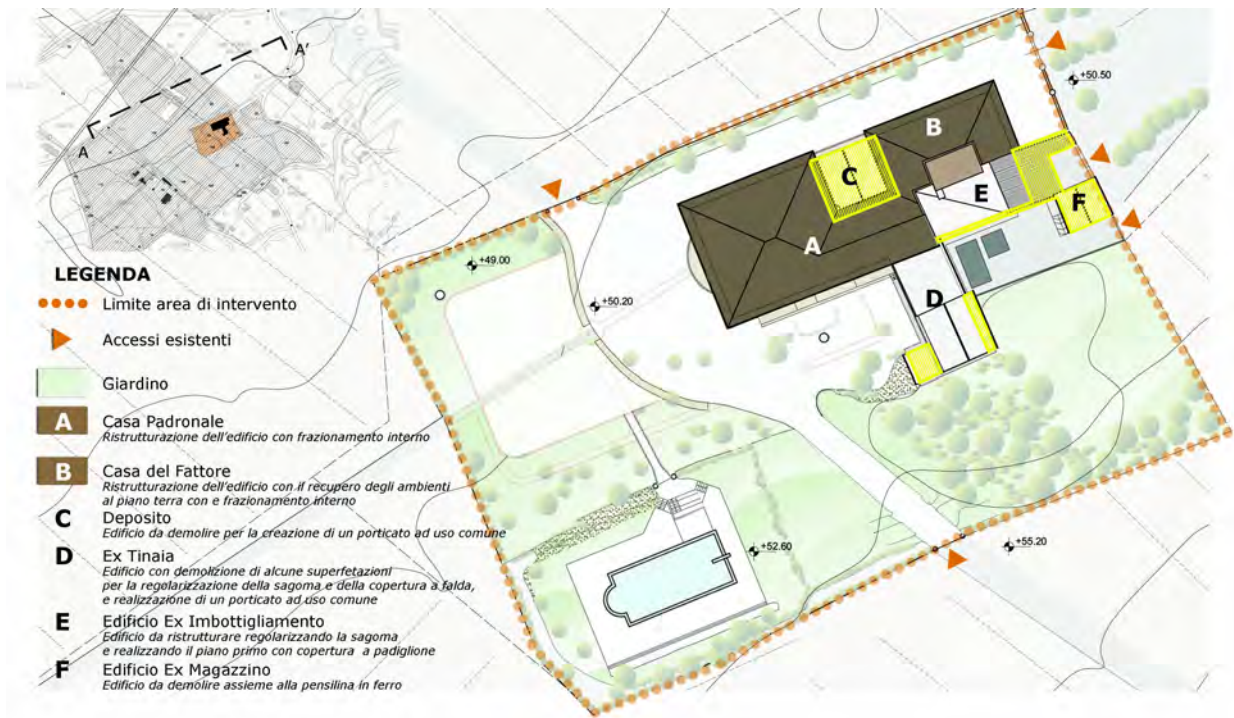 A'
A
+50.50
B
C
E
F
A
D
+49.00
+50.20
+52.60
+55.20
LEGENDA
Limite area di intervento
Accessi esistenti
Giardino
A Casa Padronale
Ristrutturazione dell'edificio con frazionamento interno
B Casa del Fattore
Ristrutturazione dell'edificio con il recupero degli ambienti
al piano terra con e frazionamento interno
C Deposito
Edificio da demolire per la creazione di un porticato ad uso comune
D Ex Tinaia
Edificio con demolizione di alcune superfetazioni
per la regolarizzazione della sagoma e della copertura a falda,
e realizzazione di un porticato ad uso comune
E Edificio Ex Imbottigliamento
Edificio da ristrutturare regolarizzando la sagoma
e realizzando il piano primo con copertura a padiglione
F Edificio Ex Magazzino
Edificio da demolire assieme alla pensilina in ferro